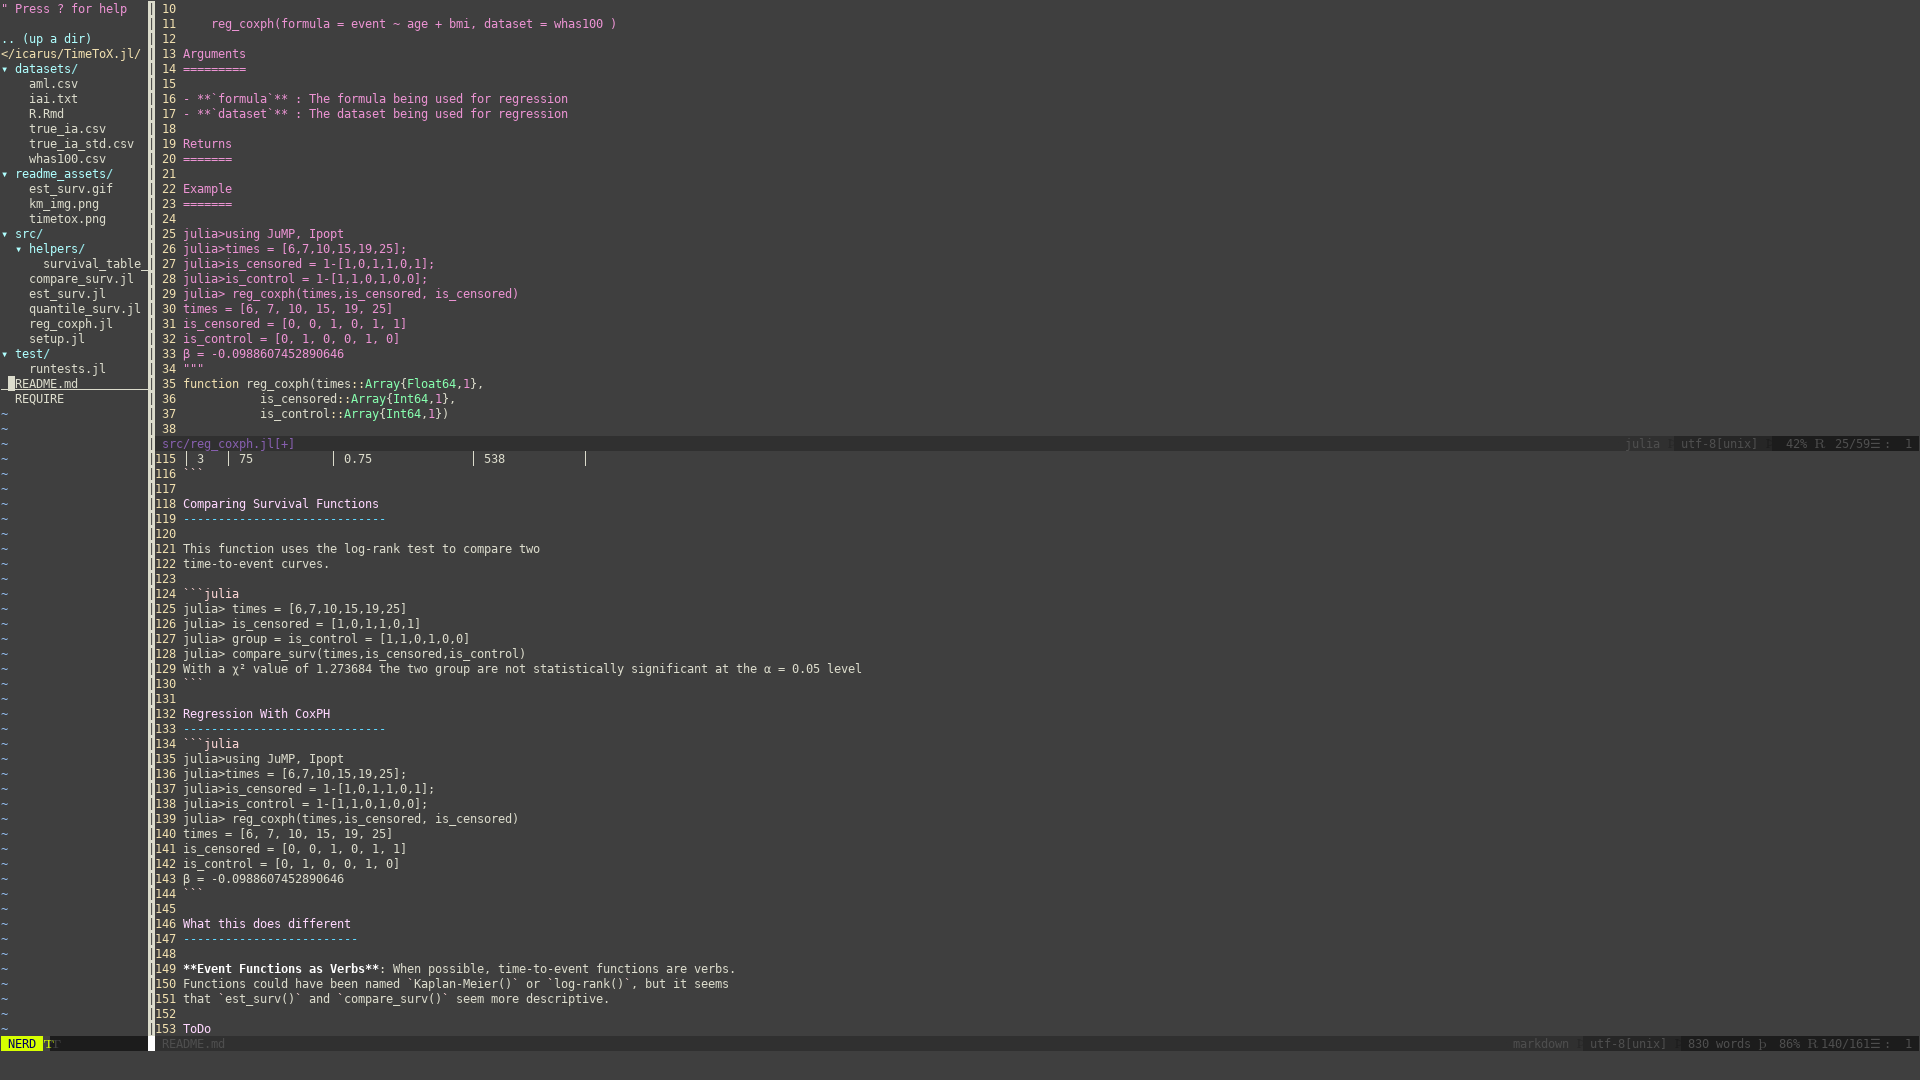 " Press ? for help

.. (up a dir)
</icarus/TimeToX.jl/
▾ datasets/
    aml.csv
    iai.txt
    R.Rmd
    true_ia.csv
    true_ia_std.csv
    whas100.csv
▾ readme_assets/
    est_surv.gif
    km_img.png
    timetox.png
▾ src/
  ▾ helpers/
      survival_table_
    compare_surv.jl
    est_surv.jl
    quantile_surv.jl
    reg_coxph.jl
    setup.jl
▾ test/
    runtests.jl
  README.md
  REQUIRE
~
NERD
10
11     reg_coxph(formula = event ~ age + bmi, dataset = whas100 )
12
13 Arguments
14 =========
15
16 - **`formula`** : The formula being used for regression
17 - **`dataset`** : The dataset being used for regression
18
19 Returns
20 =======
21
22 Example
23 =======
24
25 julia>using JuMP, Ipopt
26 julia>times = [6,7,10,15,19,25];
27 julia>is_censored = 1-[1,0,1,1,0,1];
28 julia>is_control = 1-[1,1,0,1,0,0];
29 julia> reg_coxph(times,is_censored, is_censored)
30 times = [6, 7, 10, 15, 19, 25]
31 is_censored = [0, 0, 1, 0, 1, 1]
32 is_control = [0, 1, 0, 0, 1, 0]
33 β = -0.0988607452890646
34 """
35 function reg_coxph(times::Array{Float64,1},
36            is_censored::Array{Int64,1},
37            is_control::Array{Int64,1})
38
src/reg_coxph.jl[+] julia utf-8[unix] 42% 25/59 : 1
115 │ 3   │ 75           │ 0.75              │ 538           │
116 ```
117
118 Comparing Survival Functions
119 -----------------------------
120
121 This function uses the log-rank test to compare two
122 time-to-event curves.
123
124 ```julia
125 julia> times = [6,7,10,15,19,25]
126 julia> is_censored = [1,0,1,1,0,1]
127 julia> group = is_control = [1,1,0,1,0,0]
128 julia> compare_surv(times,is_censored,is_control)
129 With a χ² value of 1.273684 the two group are not statistically significant at the α = 0.05 level
130 ```
131
132 Regression With CoxPH
133 -----------------------------
134 ```julia
135 julia>using JuMP, Ipopt
136 julia>times = [6,7,10,15,19,25];
137 julia>is_censored = 1-[1,0,1,1,0,1];
138 julia>is_control = 1-[1,1,0,1,0,0];
139 julia> reg_coxph(times,is_censored, is_censored)
140 times = [6, 7, 10, 15, 19, 25]
141 is_censored = [0, 0, 1, 0, 1, 1]
142 is_control = [0, 1, 0, 0, 1, 0]
143 β = -0.0988607452890646
144 ```
145
146 What this does different
147 -------------------------
148
149 **Event Functions as Verbs**: When possible, time-to-event functions are verbs.
150 Functions could have been named `Kaplan-Meier()` or `log-rank()`, but it seems
151 that `est_surv()` and `compare_surv()` seem more descriptive.
152
153 ToDo
README.md markdown utf-8[unix] 830 words 86% 140/161 : 1